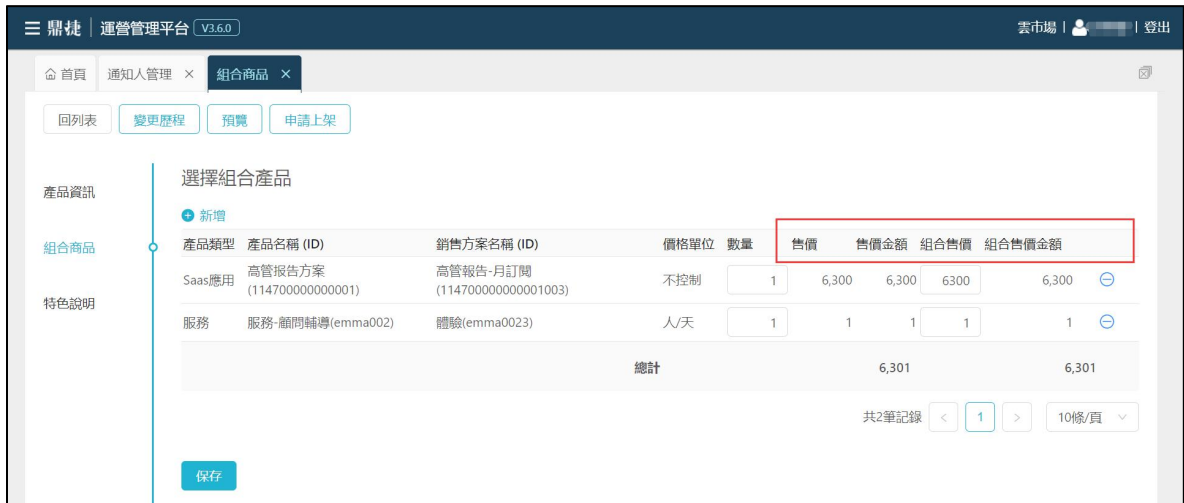 鼎捷 運營管理平台 V3.6.0 雲市場 登出
首頁 通知人管理 組合商品
回列表 變更歷程 預覽 申請上架
產品資訊
組合商品
特色說明
選擇組合產品
新增
產品類型 產品名稱 (ID) 銷售方案名稱 (ID) 價格單位 數量 售價 售價金額 組合售價 組合售價金額
Saas應用 高管报告方案 (114700000000001) 高管報告-月訂閱 (114700000000001003) 不控制 1 6,300 6,300 6300 6,300
服務 服務-顧問輔導(emma002) 體驗(emma0023) 人/天 1 1 1 1 1
總計 6,301 6,301
共2筆記錄 < 1 > 10條/頁
保存